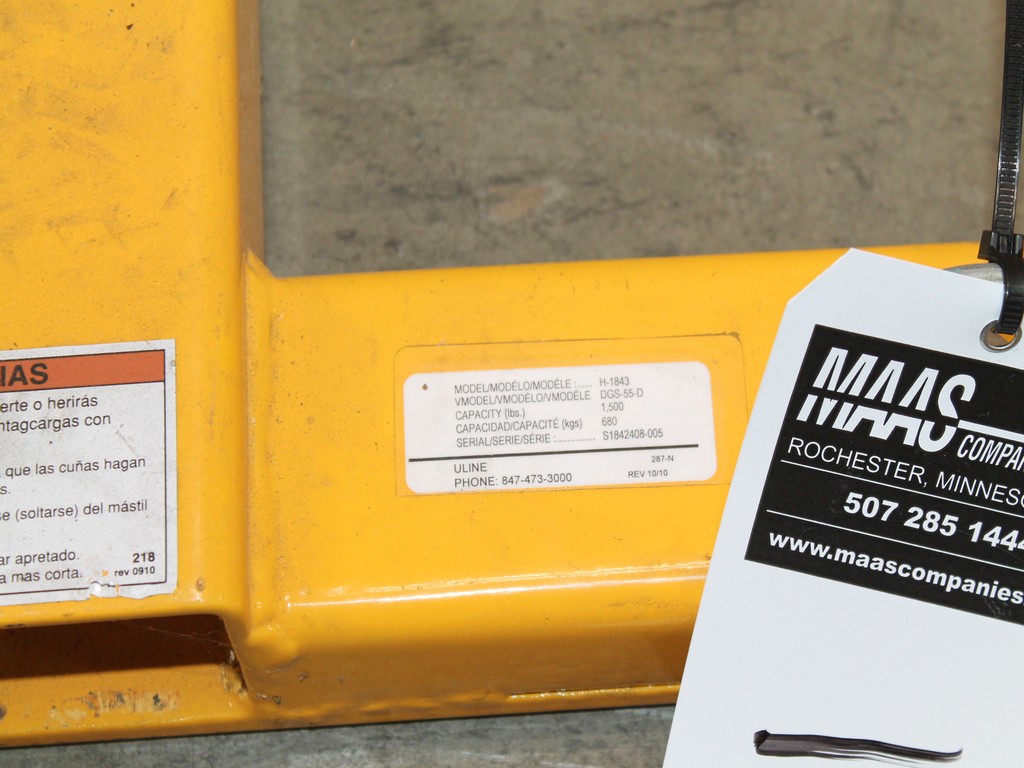 IAS
erte o herirás
ntagcargas con
que las cuñas hagan
s.
se (soltarse) del mástil
ar apretado.
a mas corta.
218
rev 0910
MODEL/MODÉLO/MODÈLE :...... H-1843
VMODEL/VMODÉLO/VMODÈLE DGS-55-D
CAPACITY (lbs.) 1,500
CAPACIDAD/CAPACITÉ (kgs) 680
SERIAL/SERIE/SÉRIE :............... S1842408-005
ULINE 287-N
PHONE: 847-473-3000 REV 10/10
MAAS
COMPAN
ROCHESTER, MINNESO
507 285 1444
www.maascompanies